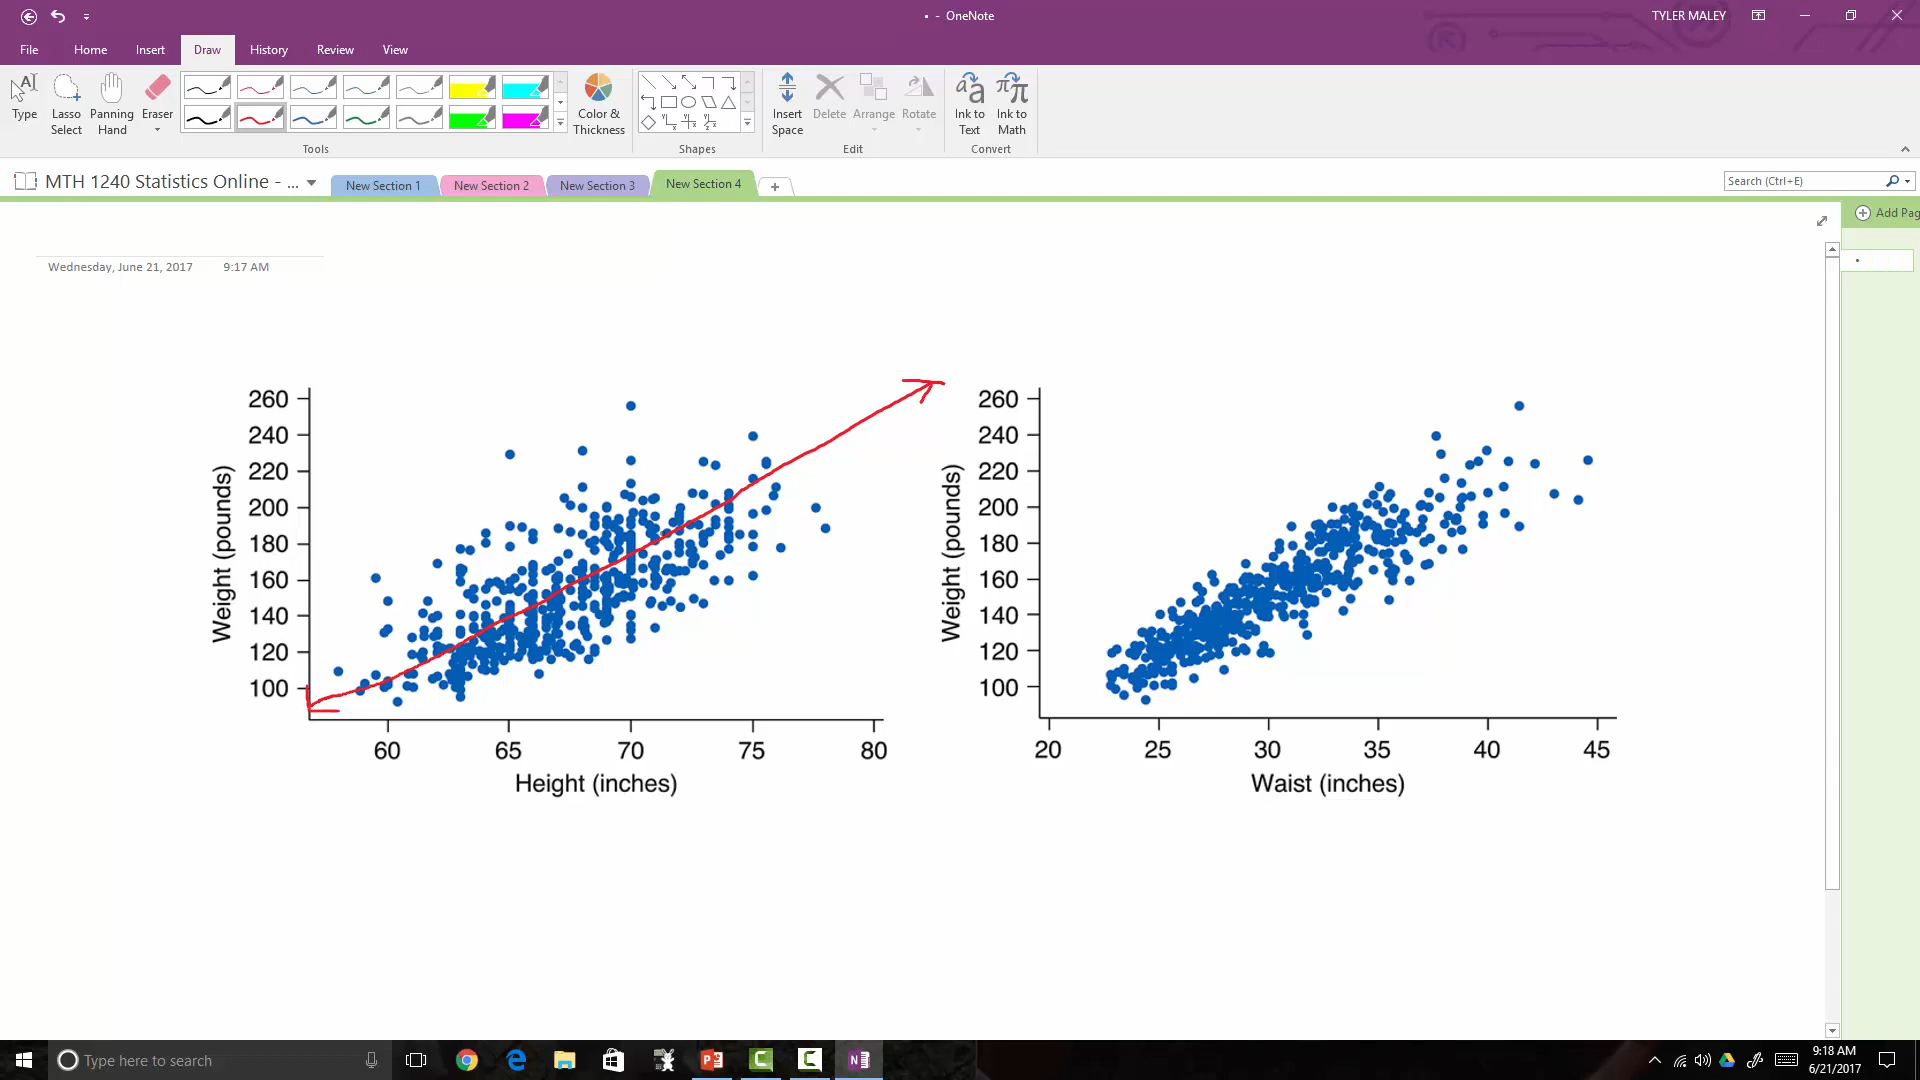 - OneNote
TYLER MALEY
File Home Insert Draw History Review View
Type
Lasso Select
Panning Hand
Eraser
Color & Thickness
Insert Space
Delete
Arrange
Rotate
Ink to Text
Ink to Math
Tools
Shapes
Edit
Convert
MTH 1240 Statistics Online - ...
New Section 1
New Section 2
New Section 3
New Section 4
Search (Ctrl+E)
Add Pag
Wednesday, June 21, 2017 9:17 AM
Weight (pounds)
260
240
220
200
180
160
140
120
100
60 65 70 75 80
Height (inches)
Weight (pounds)
260
240
220
200
180
160
140
120
100
20 25 30 35 40 45
Waist (inches)
Type here to search
9:18 AM
6/21/2017